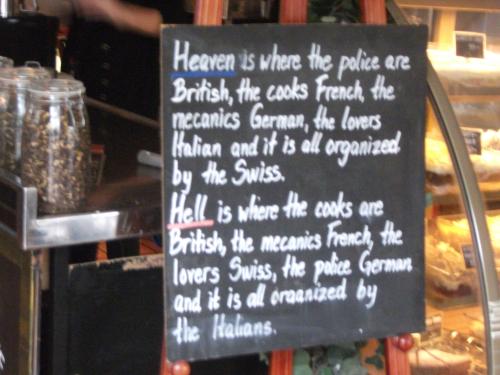 Heaven is where the police are
British, the cooks French, the
mecanics German, the lovers
Italian and it is all organized
by the Swiss.
Hell is where the cooks are
British, the mecanics French, the
lovers Swiss, the police German
and it is all organized by
the Italians.